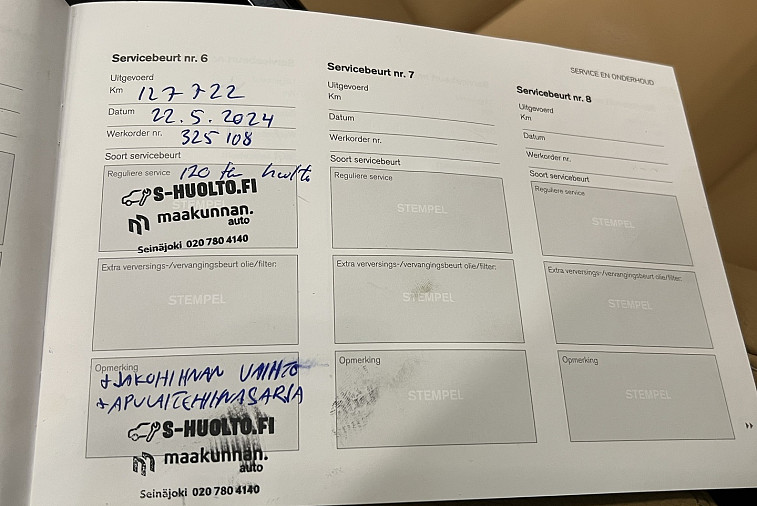 SERVICE EN ONDERHOUD
Servicebeurt nr. 6
Uitgevoerd
Km 127 722
Datum 22.5.2024
Werkorder nr. 325 108
Soort servicebeurt
Reguliere service 120 tkm huolto
S-HUOLTO.FI
maakunnan.
auto
Seinäjoki 020 780 4140
Extra verversings-/vervangingsbeurt olie/filter:
STEMPEL
Opmerking
+JAKOHIHNAN VAIHTO
+APULAITEHIHNASARJA
S-HUOLTO.FI
maakunnan.
auto
Seinäjoki 020 780 4140
Servicebeurt nr. 7
Uitgevoerd
Km
Datum
Werkorder nr.
Soort servicebeurt
Reguliere service
STEMPEL
Extra verversings-/vervangingsbeurt olie/filter:
STEMPEL
Opmerking
STEMPEL
Servicebeurt nr. 8
Uitgevoerd
Km
Datum
Werkorder nr.
Soort servicebeurt
Reguliere service
STEMPEL
Extra verversings-/vervangingsbeurt olie/filter:
STEMPEL
Opmerking
STEMPEL